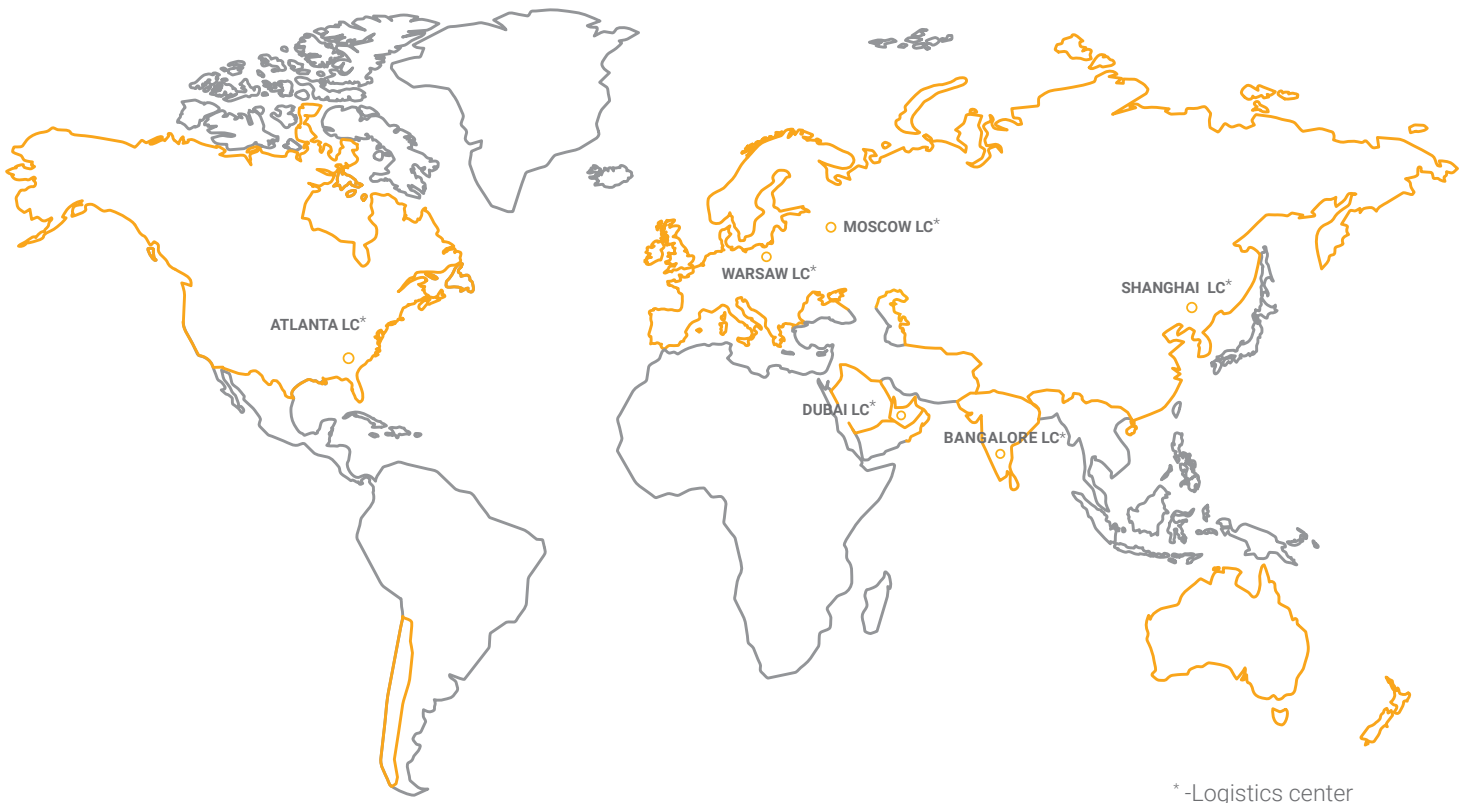 MOSCOW LC*
WARSAW LC*
SHANGHAI LC*
ATLANTA LC*
DUBAI LC*
BANGALORE LC*
* -Logistics center